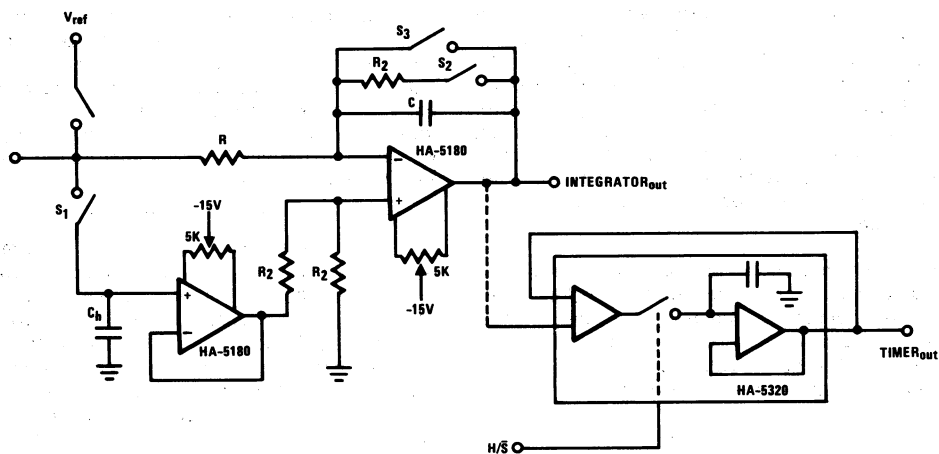 Vref
S3
R2
S2
C
R
HA-5180
INTEGRATORout
S1
-15V
5K
R2
R2
5K
-15V
Ch
HA-5180
TIMERout
HA-5320
H/S̅